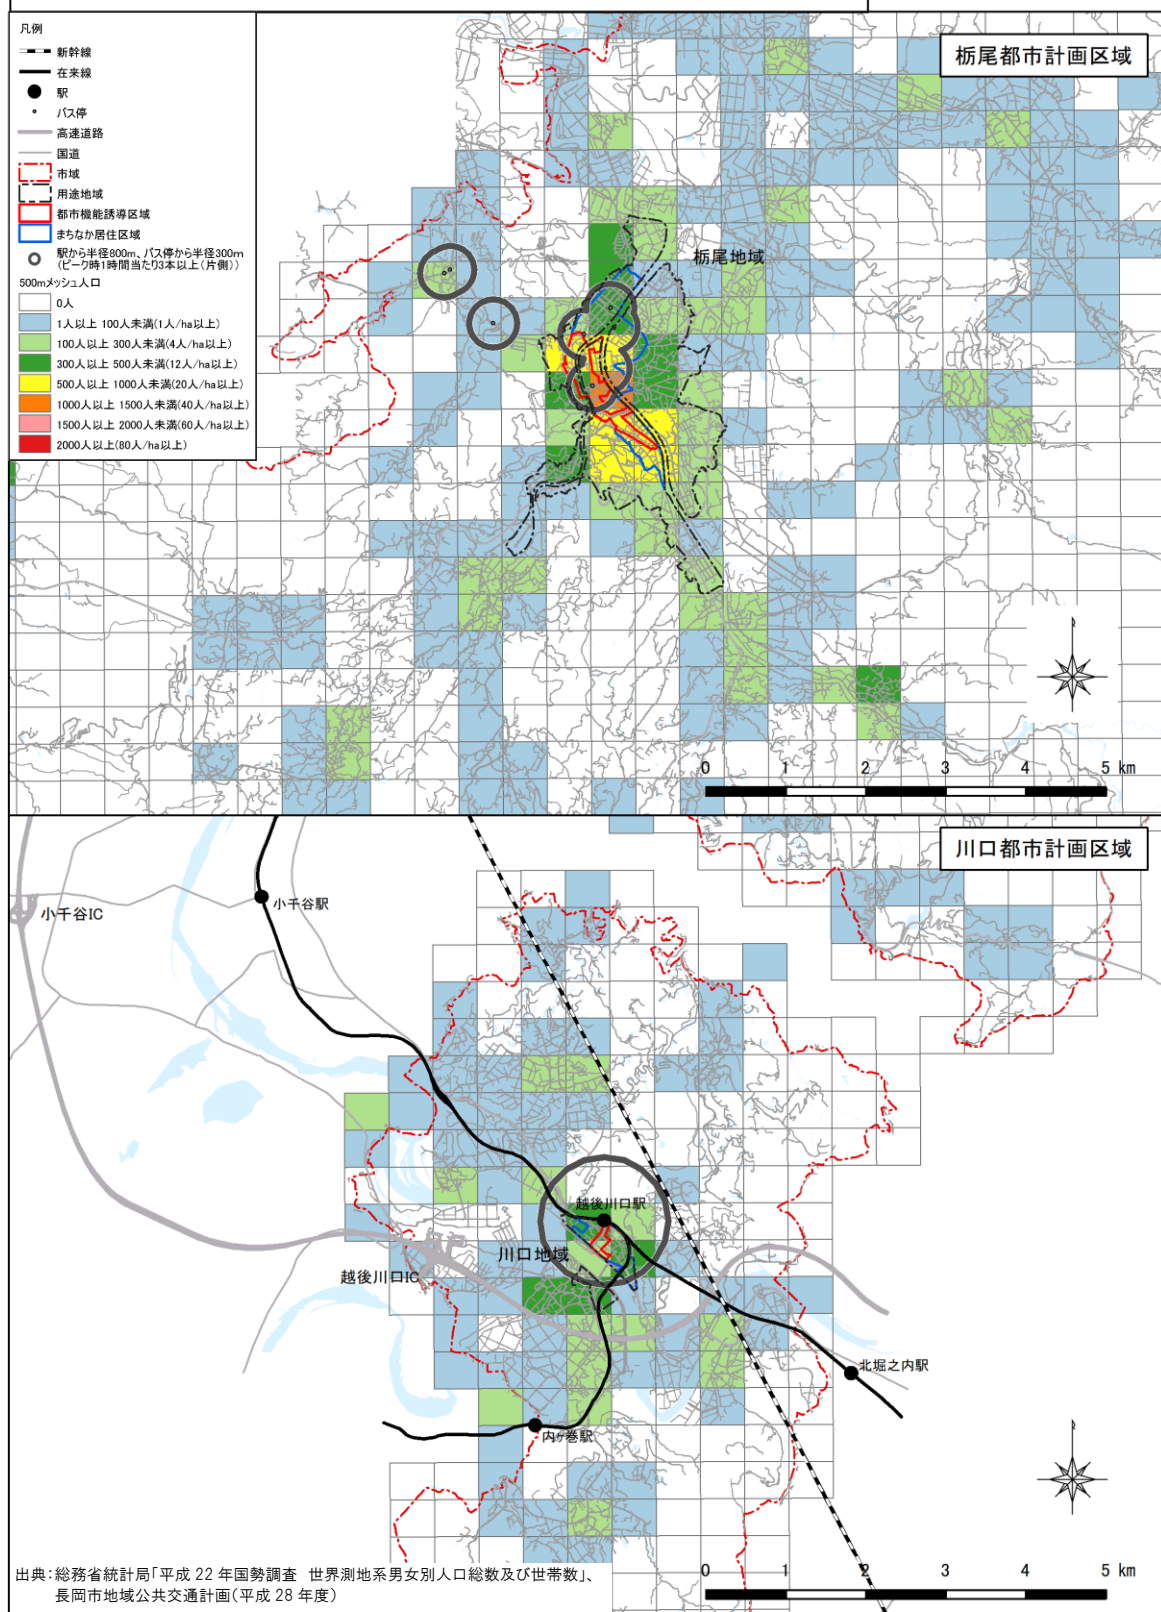 凡例
新幹線
在来線
駅
バス停
高速道路
国道
市域
用途地域
都市機能誘導区域
まちなか居住区域
駅から半径800m、バス停から半径300m
(ピーク時1時間当たり3本以上(片側))
500mメッシュ人口
0人
1人以上 100人未満(1人/ha以上)
100人以上 300人未満(4人/ha以上)
300人以上 500人未満(12人/ha以上)
500人以上 1000人未満(20人/ha以上)
1000人以上 1500人未満(40人/ha以上)
1500人以上 2000人未満(60人/ha以上)
2000人以上(80人/ha以上)
栃尾都市計画区域
栃尾地域
0 1 2 3 4 5 km
川口都市計画区域
小千谷駅
小千谷IC
越後川口駅
川口地域
越後川口IC
北堀之内駅
内ヶ巻駅
0 1 2 3 4 5 km
出典：総務省統計局「平成 22 年国勢調査 世界測地系男女別人口総数及び世帯数」、
長岡市地域公共交通計画(平成 28 年度)